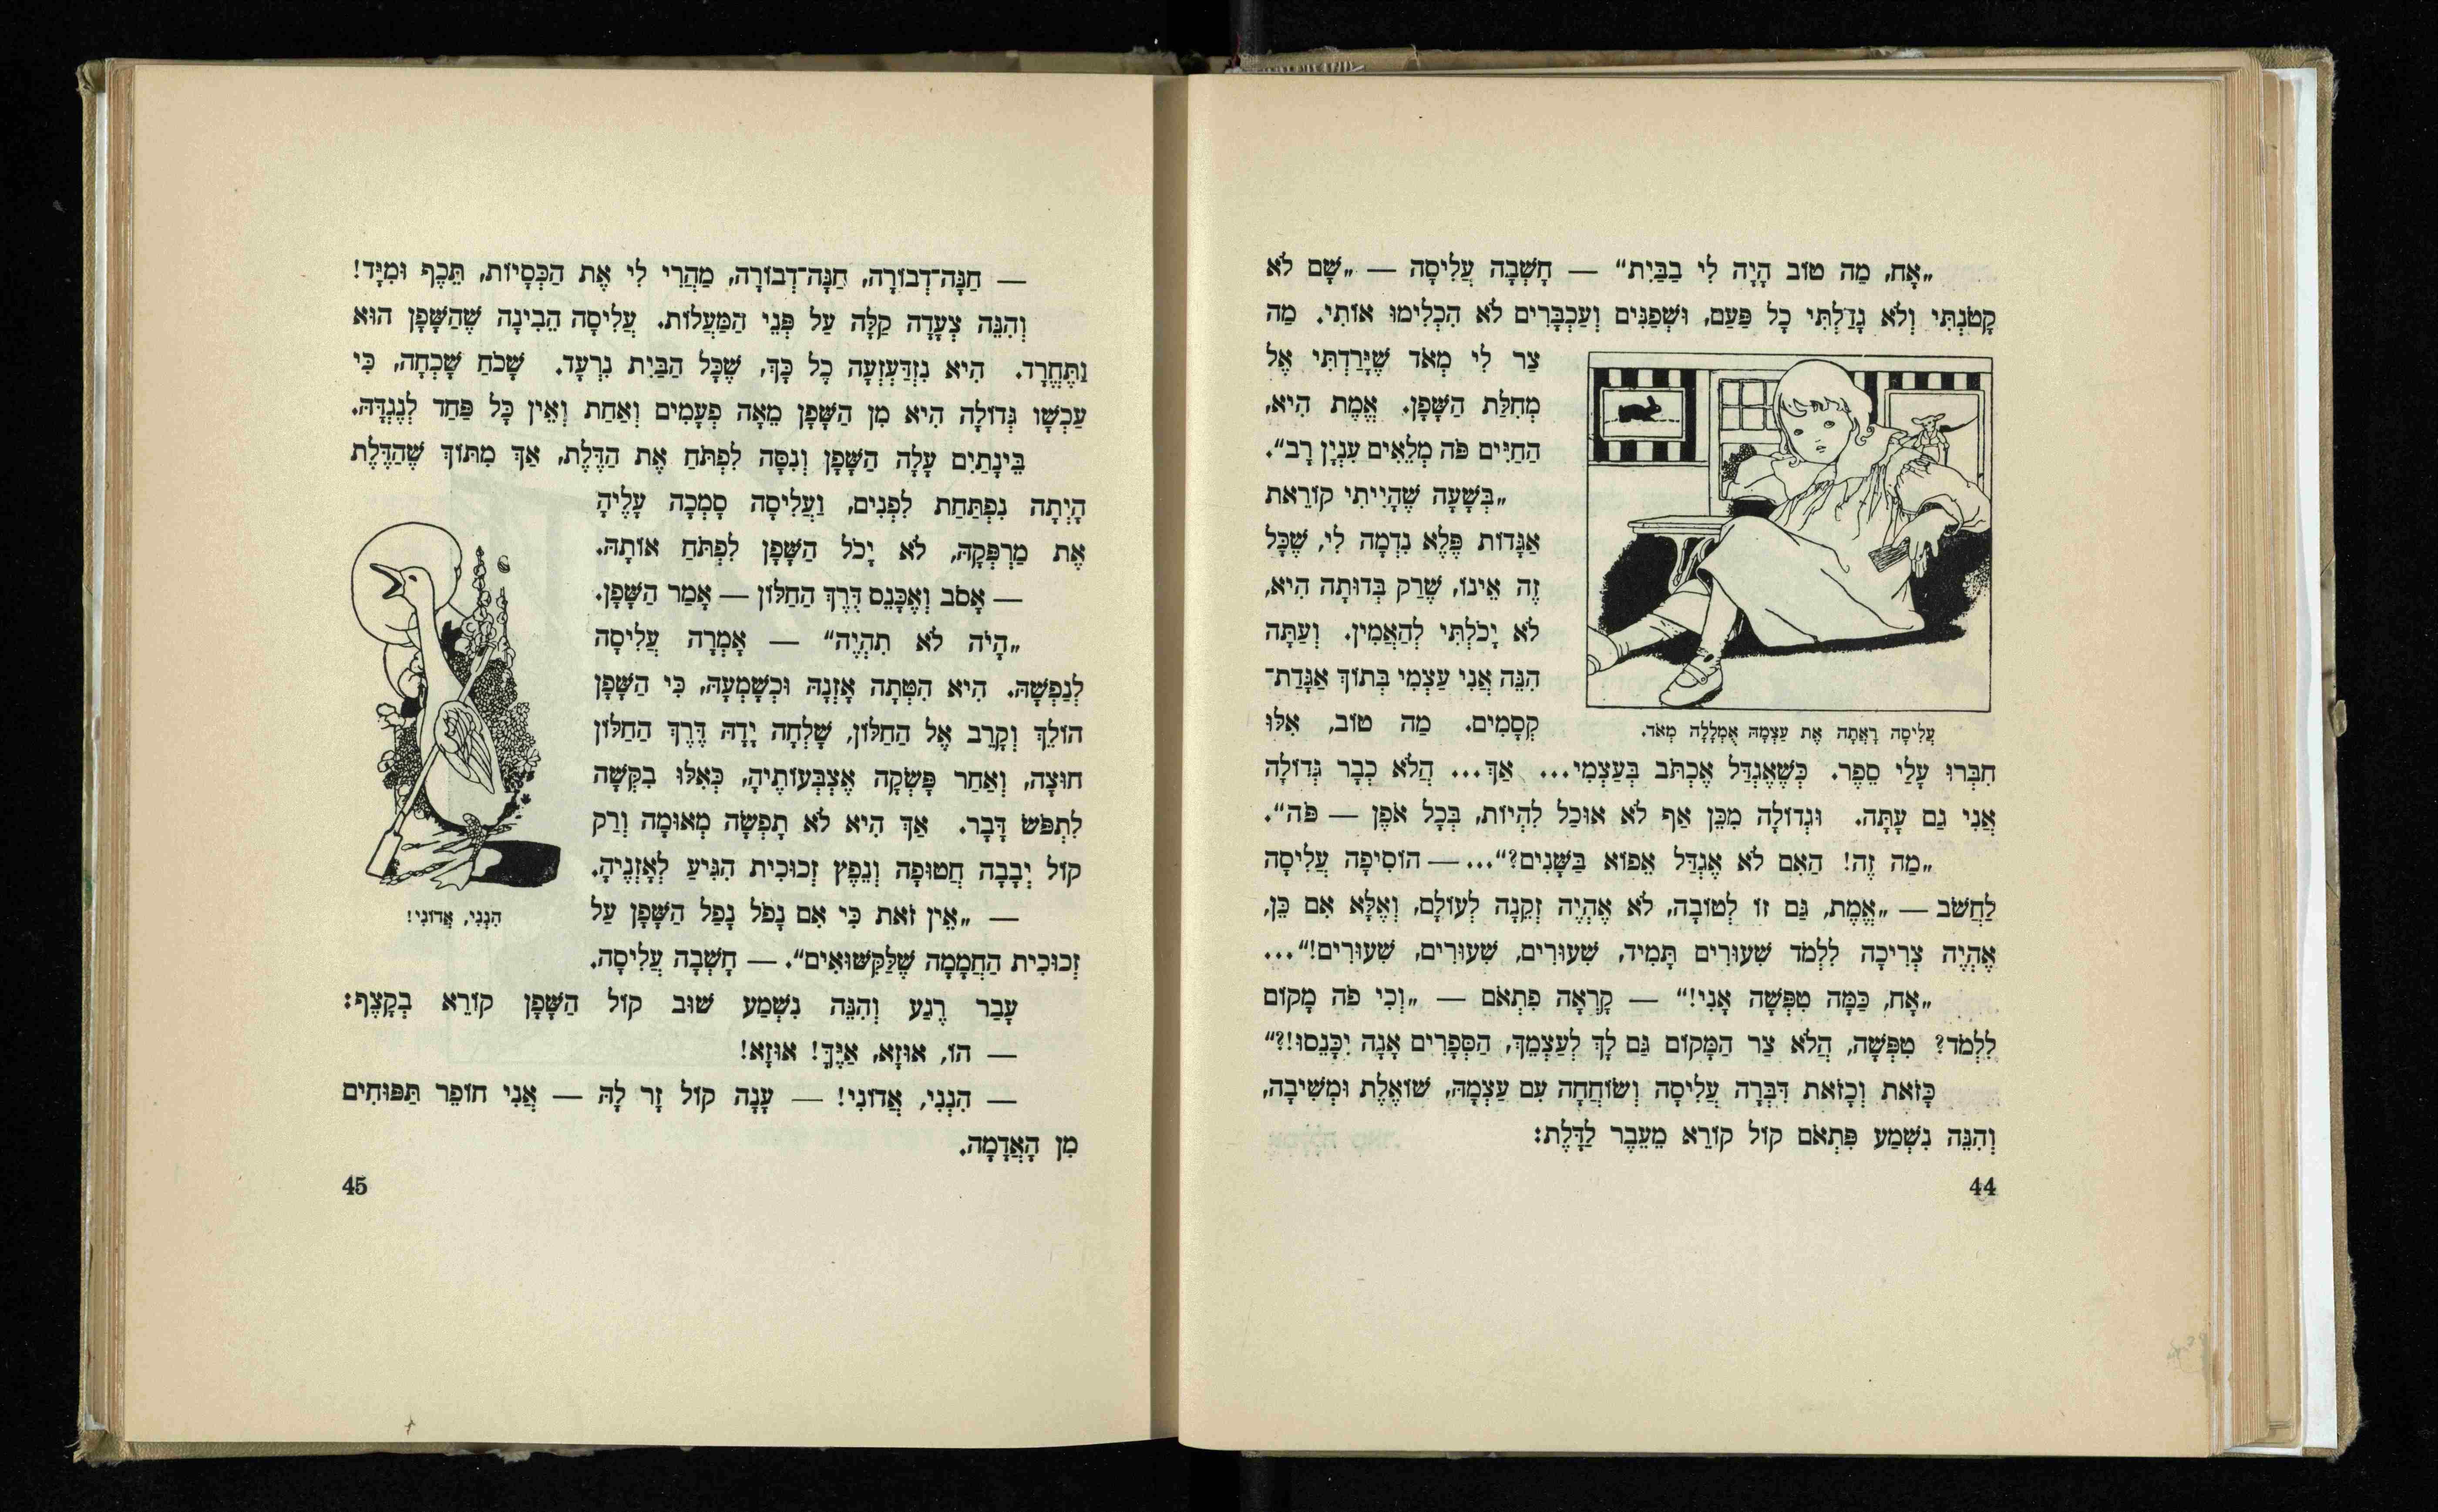 „אָח, מַה טוֹב הָיָה לִי בַבַּיִת“ — חָשְׁבָה עֲלִיסָה — „שָׁם לֹא
קָטֹנְתִּי וְלֹא גָדַלְתִּי כָל פַּעַם, וּשְׁפַנִּים וְעַכְבָּרִים לֹא הִכְלִימוּ אוֹתִי. מַה
צַר לִי מְאֹד שֶׁיָּרַדְתִּי אֶל
מְחִלַּת הַשָּׁפָן. אֱמֶת הִיא,
הַחַיִּים פֹּה מְלֵאִים עִנְיָן רָב“.
„בְּשָׁעָה שֶׁהָיִיתִי קוֹרֵאת
אַגָּדוֹת פֶּלֶא נִדְמָה לִי, שֶׁכָּל
זֶה אֵינוֹ, שֶׁרַק בְּדוּתָה הִיא,
לֹא יָכֹלְתִּי לְהַאֲמִין. וְעַתָּה
הִנֵּה אֲנִי עַצְמִי בְּתוֹךְ אַגָּדַת־
קְסָמִים. מַה טוֹב, אִלּוּ
עֲלִיסָה רָאֲתָה אֶת עַצְמָהּ אֻמְלָלָה מְאֹד.
חִבְּרוּ עָלַי סֵפֶר. כְּשֶׁאֶגְדַּל אֶכְתֹּב בְּעַצְמִי... אַךְ... הֲלֹא כְבָר גְּדוֹלָה
אֲנִי גַם עָתָּה. וּגְדוֹלָה מִכֵּן אַף לֹא אוּכַל לִהְיוֹת, בְּכָל אֹפֶן — פֹּה“.
„מַה זֶה! הַאִם לֹא אֶגְדַּל אֵפוֹא בַּשָּׁנִים?“... — הוֹסִיפָה עֲלִיסָה
לַחֲשֹׁב — „אֱמֶת, גַּם זוֹ לְטוֹבָה, לֹא אֶהְיֶה זְקֵנָה לְעוֹלָם, וְאֶלָּא אִם כֵּן,
אֶהְיֶה צְרִיכָה לִלְמֹד שִׁעוּרִים תָּמִיד, שִׁעוּרִים, שִׁעוּרִים, שִׁעוּרִים!“...
„אָח, כַּמָּה טִפְּשָׁה אָנִי!“ — קָרְאָה פִתְאֹם — „וְכִי פֹה מָקוֹם
לִלְמֹד? טִפְּשָׁה, הֲלֹא צַר הַמָּקוֹם גַּם לָךְ לְעַצְמֵךְ, הַסְּפָרִים אָנָה יִכָּנֵסוּ!?“
כָּזֹאת וְכָזֹאת דִּבְּרָה עֲלִיסָה וְשׂוֹחֲחָה עִם עַצְמָהּ, שׁוֹאֶלֶת וּמְשִׁיבָה,
וְהִנֵּה נִשְׁמַע פִּתְאֹם קוֹל קוֹרֵא מֵעֵבֶר לַדָּלֶת:
44
— חַנָּה־דְבוֹרָה, חַנָּה־דְבוֹרָה, מַהֲרִי לִי אֶת הַכְּסָיוֹת, תֵּכֶף וּמִיָּד!
וְהִנֵּה צְעָדָה קַלָּה עַל פְּנֵי הַמַּעֲלוֹת. עֲלִיסָה הֵבִינָה שֶׁהַשָּׁפָן הוּא
וַתֶּחֱרָד. הִיא נִזְדַּעְזְעָה כָל כָּךְ, שֶׁכָּל הַבַּיִת נִרְעָד. שָׁכֹחַ שָׁכְחָה, כִּי
עַכְשָׁו גְּדוֹלָה הִיא מִן הַשָּׁפָן מֵאָה פְעָמִים וְאַחַת וְאֵין כָּל פַּחַד לְנֶגְדָּהּ.
בֵּינָתַיִם עָלָה הַשָּׁפָן וְנִסָּה לִפְתֹּחַ אֶת הַדֶּלֶת, אַךְ מִתּוֹךְ שֶׁהַדֶּלֶת
הָיְתָה נִפְתַּחַת לִפְנִים, וַעֲלִיסָה סָמְכָה עָלֶיהָ
אֶת מַרְפְּקָהּ, לֹא יָכֹל הַשָּׁפָן לִפְתֹּחַ אוֹתָהּ.
— אָסֹב וְאֶכָּנֵס דֶּרֶךְ הַחַלּוֹן — אָמַר הַשָּׁפָן.
„הָיֹה לֹא תִהְיֶה“ — אָמְרָה עֲלִיסָה
לְנַפְשָׁהּ. הִיא הִטְּתָה אָזְנָהּ וּכְשָׁמְעָהּ, כִּי הַשָּׁפָן
הוֹלֵךְ וְקָרֵב אֶל הַחַלּוֹן, שָׁלְחָה יָדָהּ דֶּרֶךְ הַחַלּוֹן
חוּצָה, וְאַחַר פָּשְׂקָה אֶצְבְּעוֹתֶיהָ, כְּאִלּוּ בִקְּשָׁה
לִתְפֹּשׂ דָּבָר. אַךְ הִיא לֹא תָפְשָׂה מְאוּמָה וְרַק
קוֹל יְבָבָה חֲטוּפָה וְנֵפֶץ זְכוּכִית הִגִּיעַ לְאָזְנֶיהָ.
— „אֵין זֹאת כִּי אִם נָפֹל נָפַל הַשָּׁפָן עַל
זְכוּכִית הַחֲמָמָה שֶׁלַּקִּשּׁוּאִים“. — חָשְׁבָה עֲלִיסָה.
הִנְנִי, אֲדוֹנִי!
עָבַר רֶגַע וְהִנֵּה נִשְׁמַע שׁוּב קוֹל הַשָּׁפָן קוֹרֵא בְקָצֶף:
— הוֹ, אוּזָא, אַיֶּךָּ! אוּזָא!
— הִנְנִי, אֲדוֹנִי! — עָנָה קוֹל זָר לָהּ — אֲנִי חוֹפֵר תַּפּוּחִים
מִן הָאֲדָמָה.
45